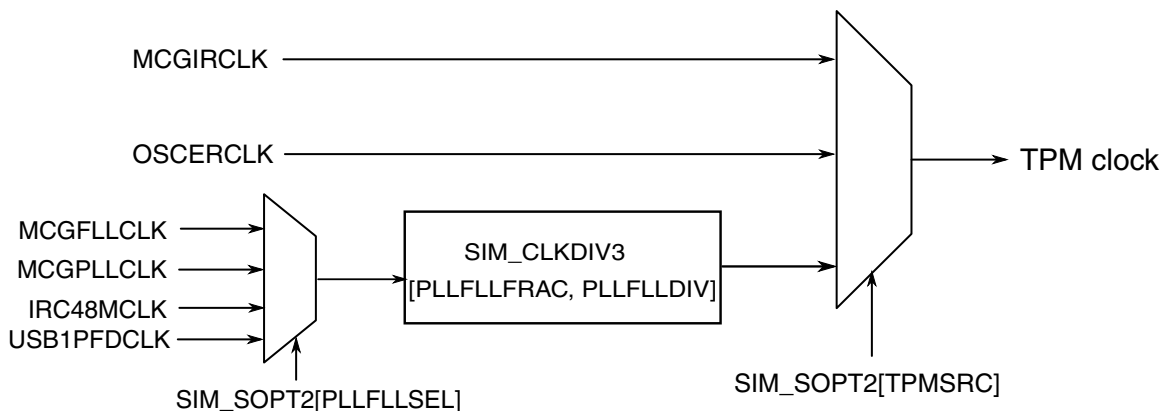 MCGIRCLK
OSCERCLK
TPM clock
MCGFLLCLK
MCGPLLCLK
IRC48MCLK
USB1PFDCLK
SIM_CLKDIV3
[PLLFLLFRAC, PLLFLLDIV]
SIM_SOPT2[PLLFLLSEL]
SIM_SOPT2[TPMSRC]